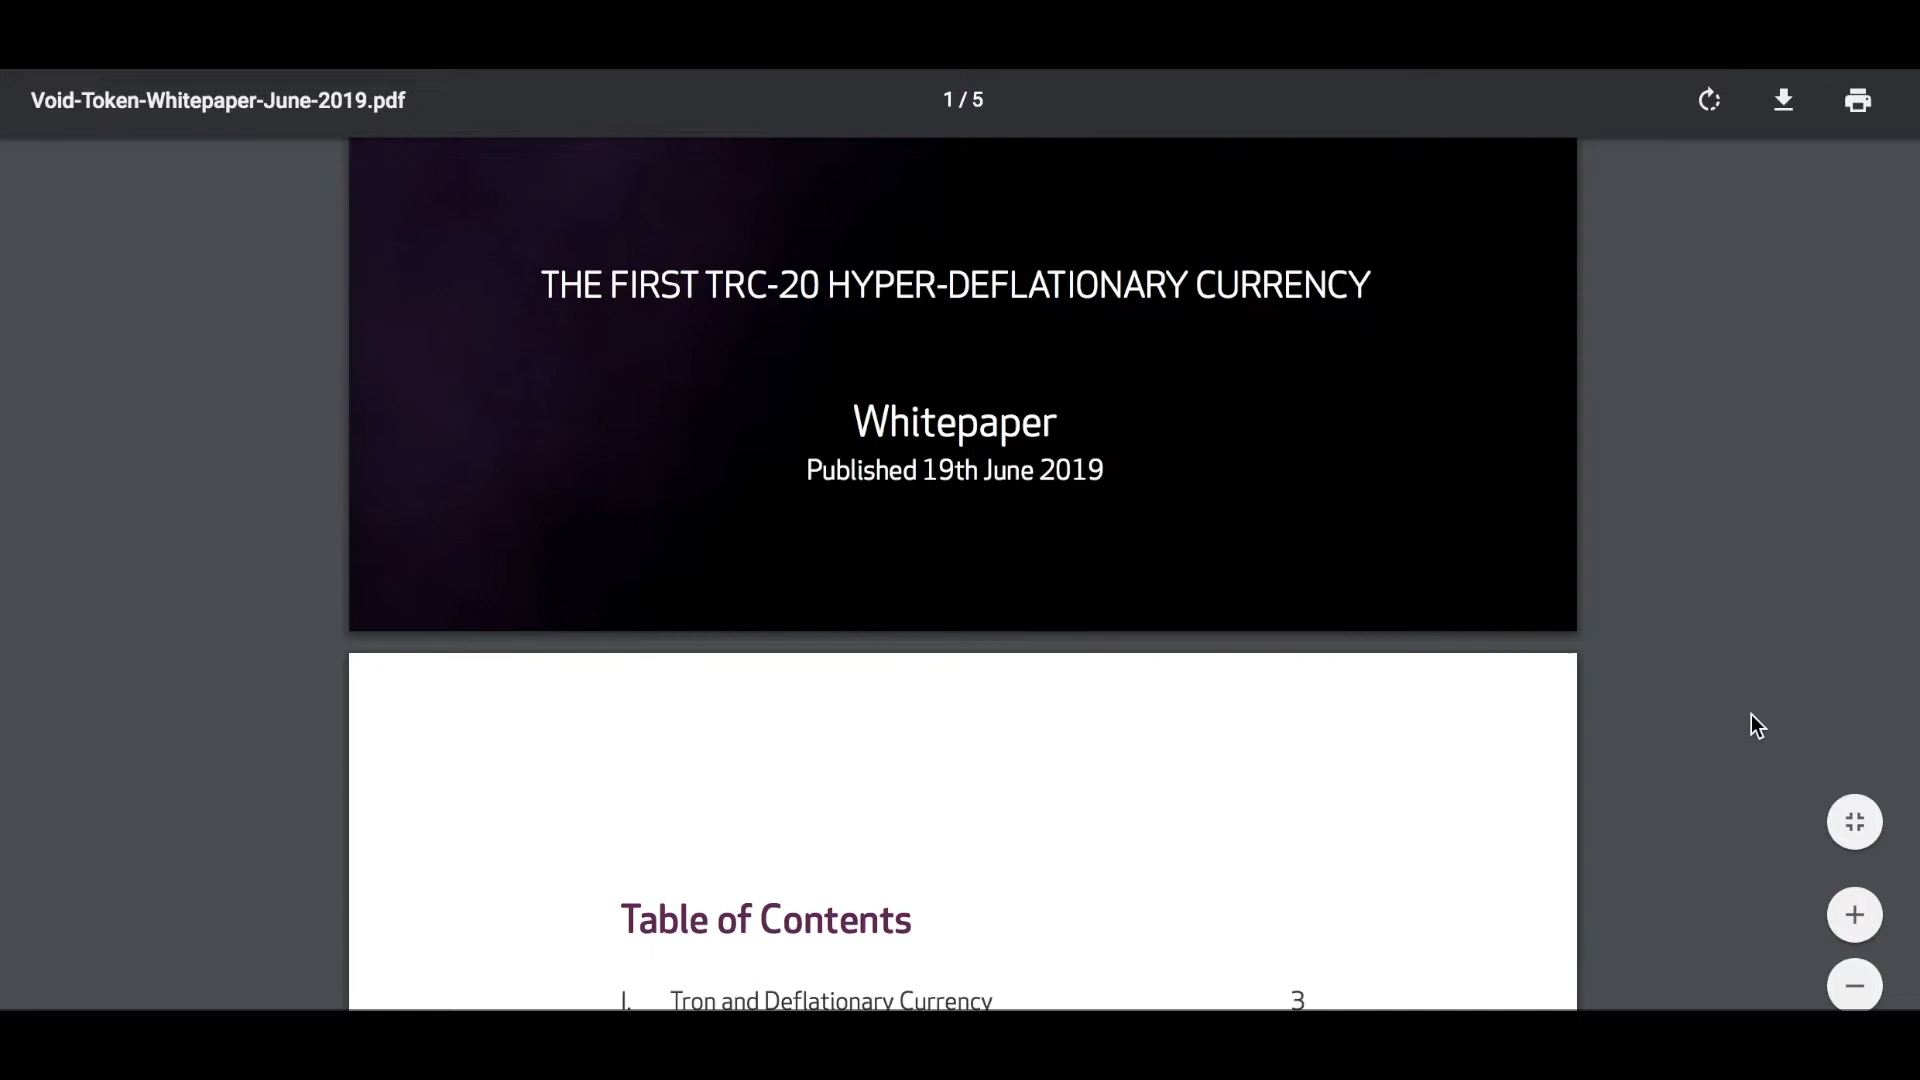 Void-Token-Whitepaper-June-2019.pdf
1 / 5
THE FIRST TRC-20 HYPER-DEFLATIONARY CURRENCY
Whitepaper
Published 19th June 2019
Table of Contents
I. Tron and Deflationary Currency 3